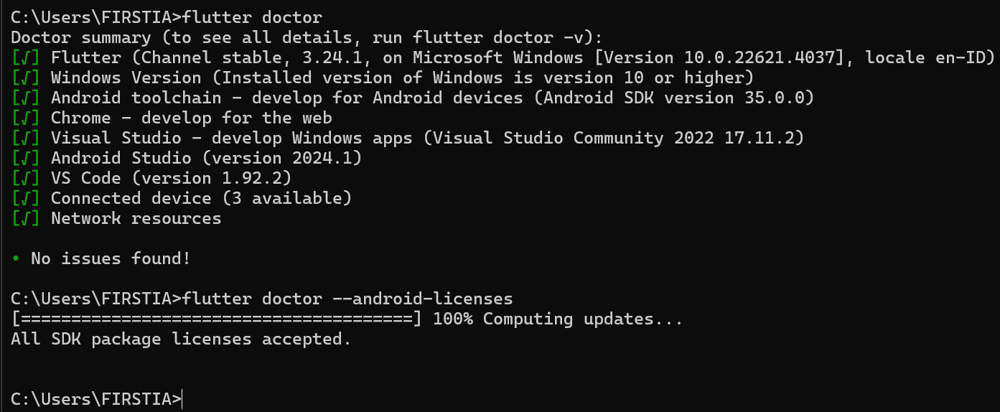 C:\Users\FIRSTIA>flutter doctor
Doctor summary (to see all details, run flutter doctor -v):
[√] Flutter (Channel stable, 3.24.1, on Microsoft Windows [Version 10.0.22621.4037], locale en-ID)
[√] Windows Version (Installed version of Windows is version 10 or higher)
[√] Android toolchain - develop for Android devices (Android SDK version 35.0.0)
[√] Chrome - develop for the web
[√] Visual Studio - develop Windows apps (Visual Studio Community 2022 17.11.2)
[√] Android Studio (version 2024.1)
[√] VS Code (version 1.92.2)
[√] Connected device (3 available)
[√] Network resources
• No issues found!
C:\Users\FIRSTIA>flutter doctor --android-licenses
[=======================================] 100% Computing updates...
All SDK package licenses accepted.
C:\Users\FIRSTIA>